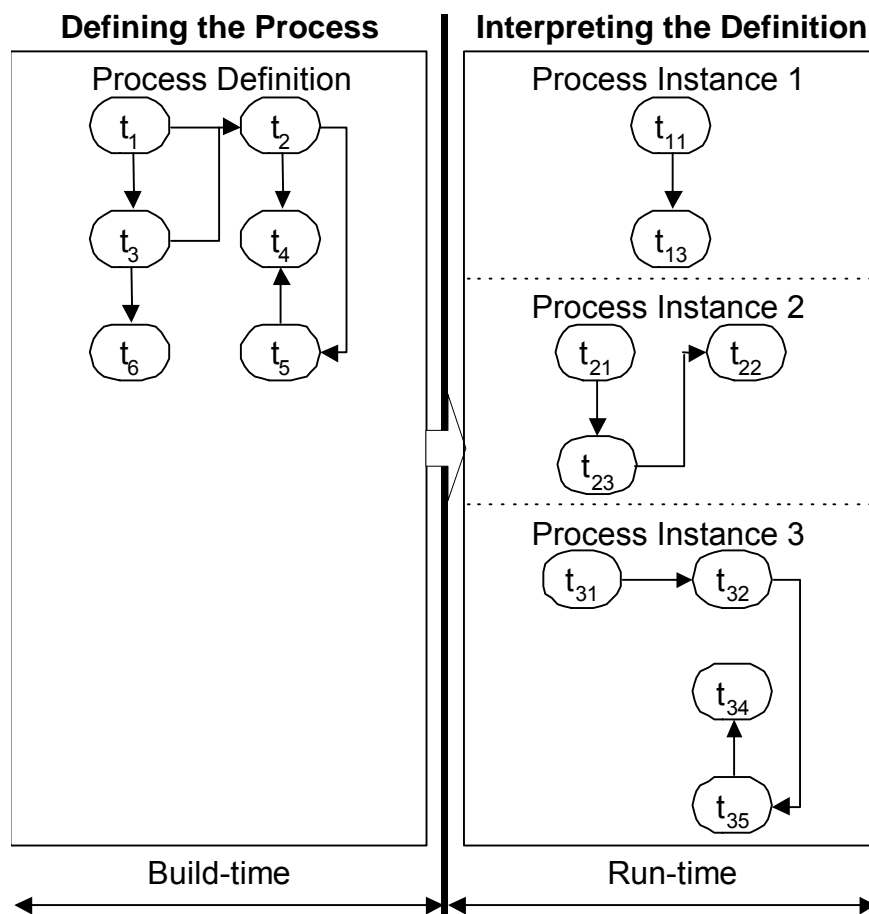 Defining the Process
Interpreting the Definition
Process Definition
t1 t2
t3 t4
t6 t5
Process Instance 1
t11
t13
Process Instance 2
t21 t22
t23
Process Instance 3
t31 t32
t34
t35
Build-time
Run-time